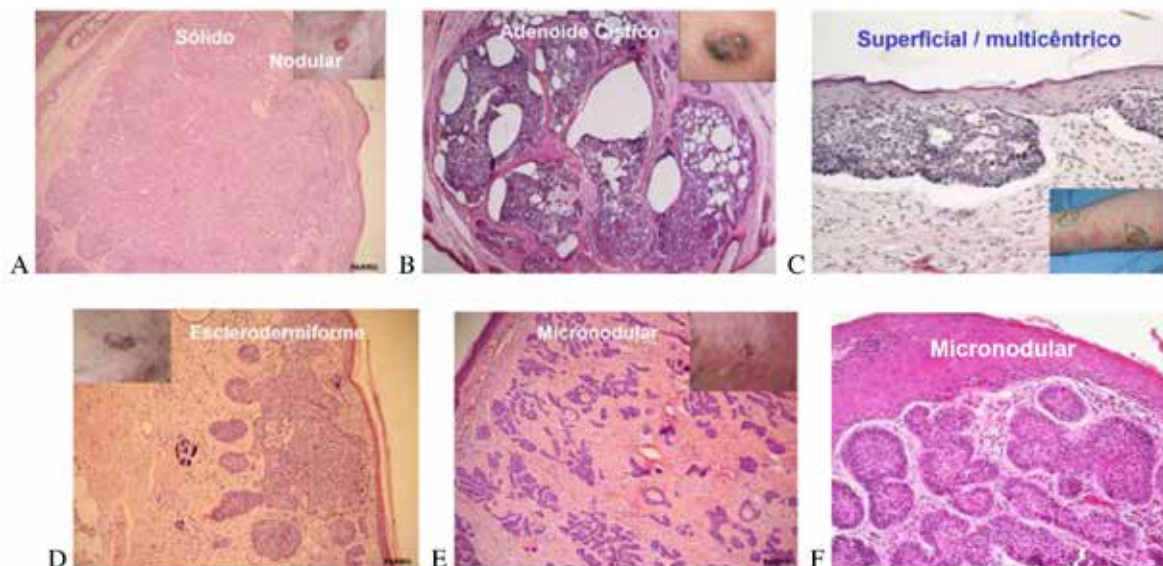 Sólido
Nodular
A
Adenoide Cístico
B
Superficial / multicêntrico
C
Esclerodermiforme
D
Micronodular
E
Micronodular
F